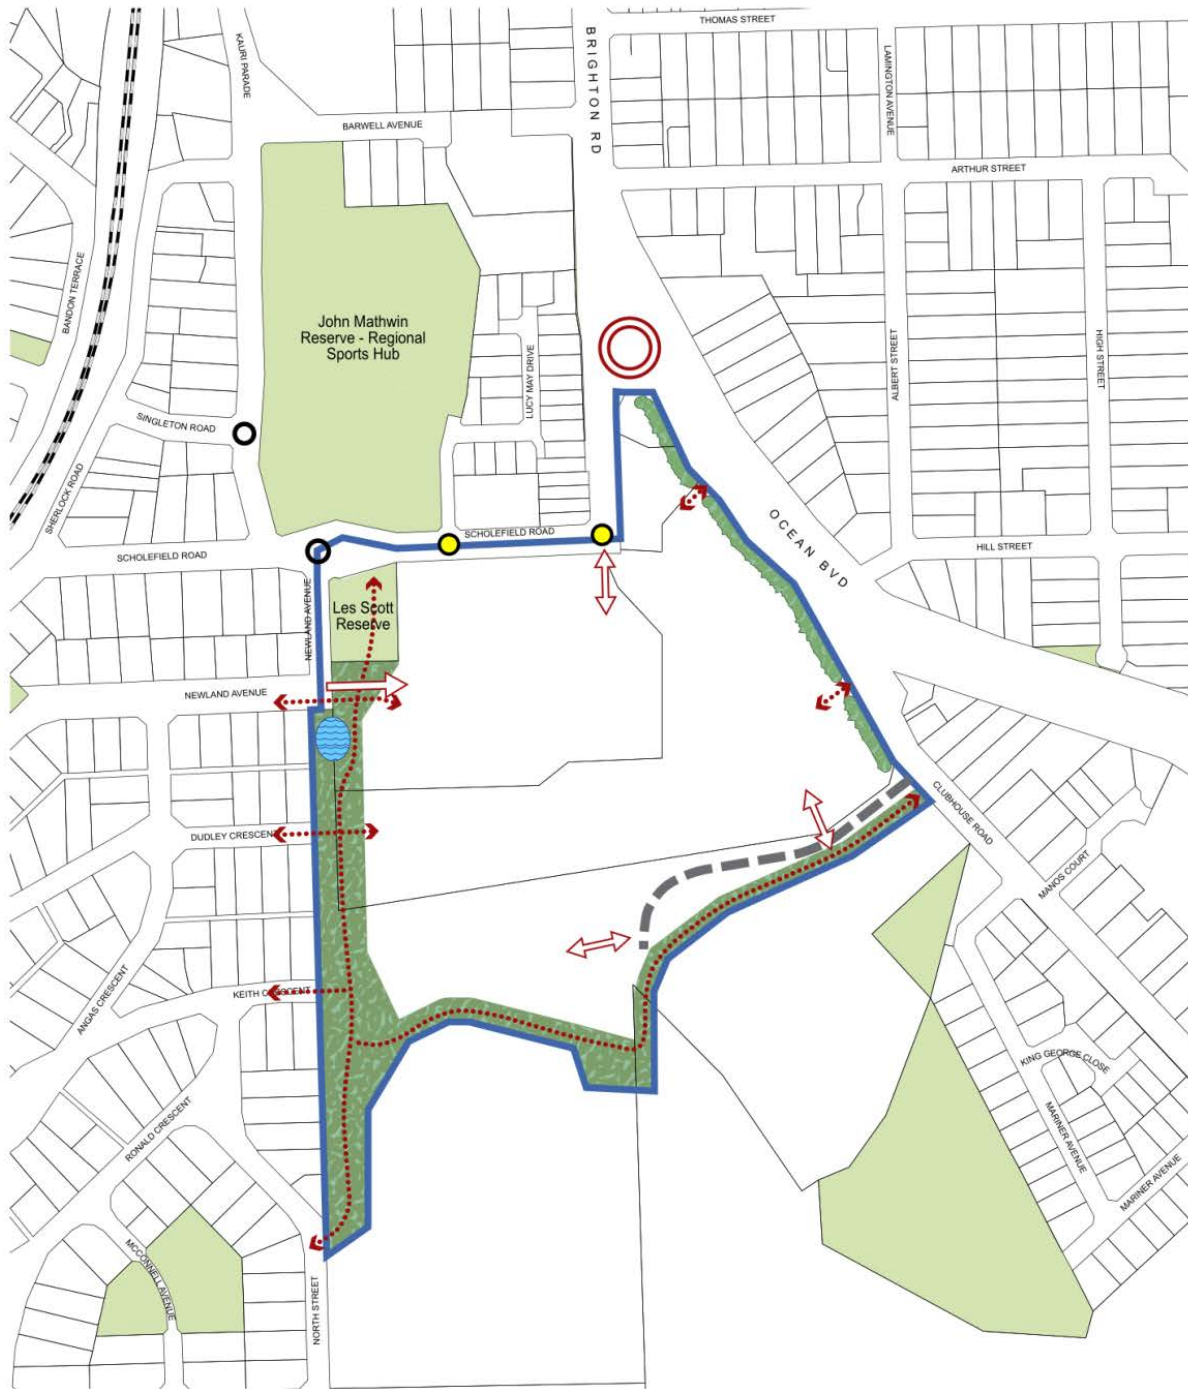 THOMAS STREET
KAURI PARADE
BRIGHTON RD
LAMINGTON AVENUE
BARWELL AVENUE
ARTHUR STREET
BANDON TERRACE
John Mathwin
Reserve - Regional
Sports Hub
LUCY MAY DRIVE
ALBERT STREET
HIGH STREET
SINGLETON ROAD
SHERLOCK ROAD
SCHOLEFIELD ROAD
OCEAN BVD
HILL STREET
SCHOLEFIELD ROAD
NEWLAND AVENUE
Les Scott
Reserve
NEWLAND AVENUE
CLUBHOUSE ROAD
DUDLEY CRESCENT
MANOS COURT
ANGAS CRESCENT
KEITH CRESCENT
KING GEORGE CLOSE
RONALD CRESCENT
MARINER AVENUE
MARINER AVENUE
MCCONNELL AVENUE
NORTH STREET